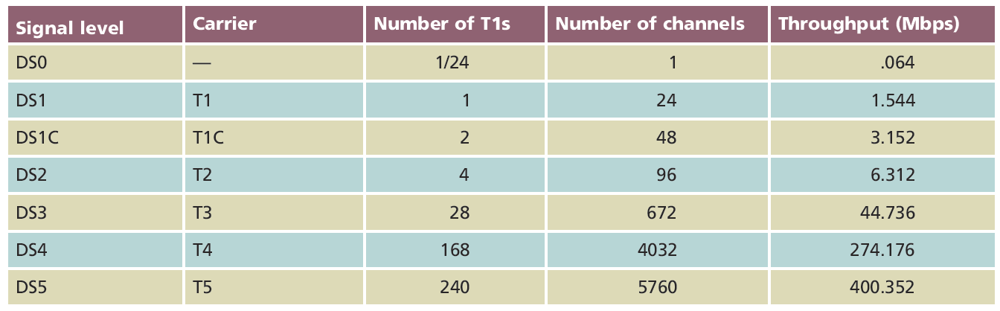 Signal level Carrier Number of T1s Number of channels Throughput (Mbps)
DS0 — 1/24 1 .064
DS1 T1 1 24 1.544
DS1C T1C 2 48 3.152
DS2 T2 4 96 6.312
DS3 T3 28 672 44.736
DS4 T4 168 4032 274.176
DS5 T5 240 5760 400.352